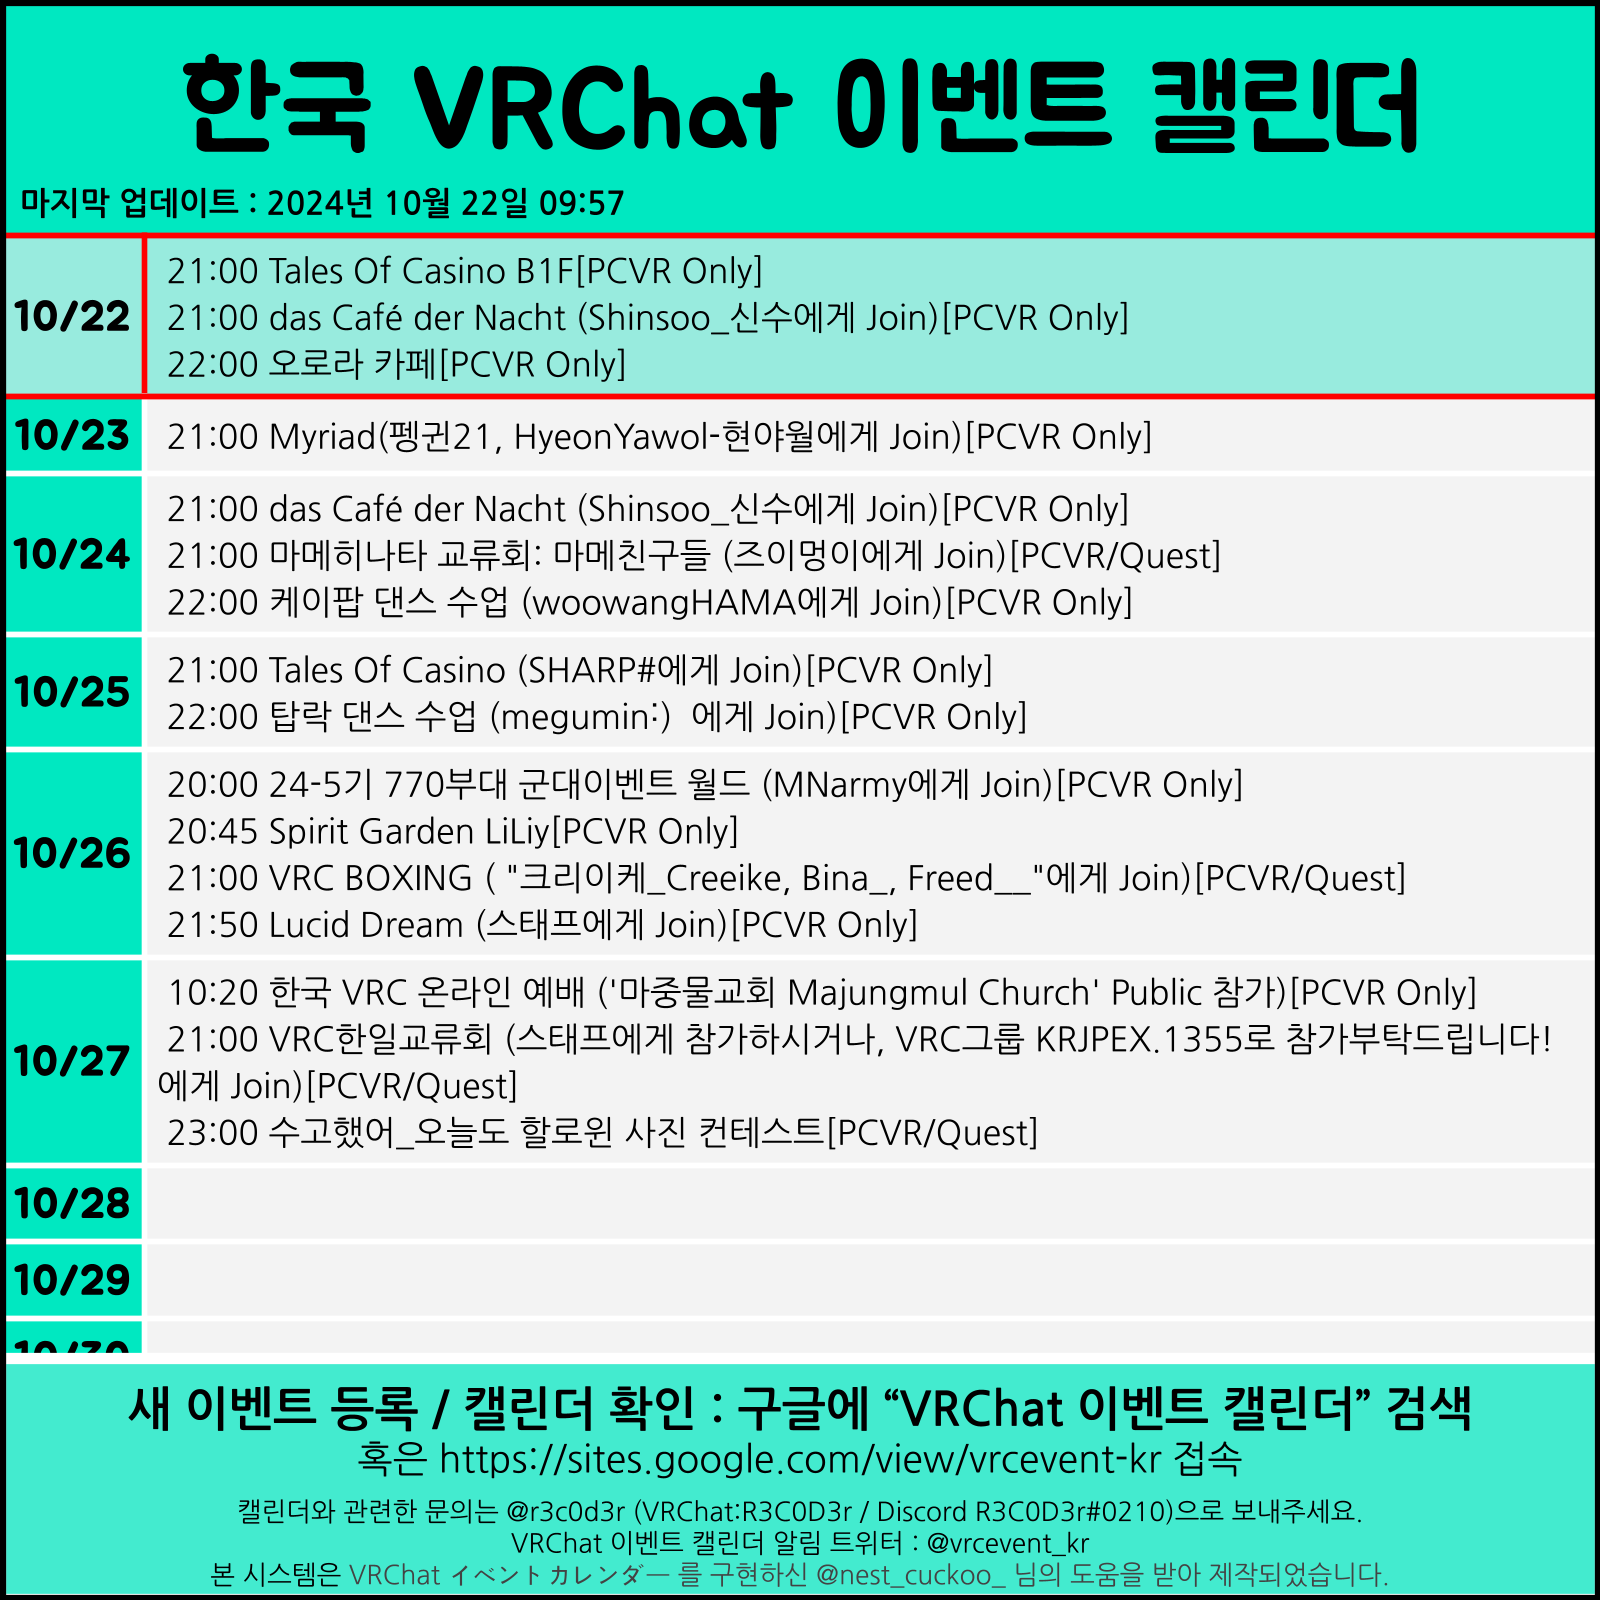 한국 VRChat 이벤트 캘린더
마지막 업데이트 : 2024년 10월 22일 09:57
10/22
21:00 Tales Of Casino B1F[PCVR Only]
21:00 das Café der Nacht (Shinsoo_신수에게 Join)[PCVR Only]
22:00 오로라 카페[PCVR Only]
10/23
21:00 Myriad(펭귄21, HyeonYawol-현야월에게 Join)[PCVR Only]
10/24
21:00 das Café der Nacht (Shinsoo_신수에게 Join)[PCVR Only]
21:00 마메히나타 교류회: 마메친구들 (즈이멍이에게 Join)[PCVR/Quest]
22:00 케이팝 댄스 수업 (woowangHAMA에게 Join)[PCVR Only]
10/25
21:00 Tales Of Casino (SHARP#에게 Join)[PCVR Only]
22:00 탑락 댄스 수업 (megumin:)  에게 Join)[PCVR Only]
10/26
20:00 24-5기 770부대 군대이벤트 월드 (MNarmy에게 Join)[PCVR Only]
20:45 Spirit Garden LiLiy[PCVR Only]
21:00 VRC BOXING ( "크리이케_Creeike, Bina_, Freed__"에게 Join)[PCVR/Quest]
21:50 Lucid Dream (스태프에게 Join)[PCVR Only]
10/27
10:20 한국 VRC 온라인 예배 ('마중물교회 Majungmul Church' Public 참가)[PCVR Only]
21:00 VRC한일교류회 (스태프에게 참가하시거나, VRC그룹 KRJPEX.1355로 참가부탁드립니다!
에게 Join)[PCVR/Quest]
23:00 수고했어_오늘도 할로윈 사진 컨테스트[PCVR/Quest]
10/28
10/29
10/30
새 이벤트 등록 / 캘린더 확인 : 구글에 “VRChat 이벤트 캘린더” 검색
혹은 https://sites.google.com/view/vrcevent-kr 접속
캘린더와 관련한 문의는 @r3c0d3r (VRChat:R3C0D3r / Discord R3C0D3r#0210)으로 보내주세요.
VRChat 이벤트 캘린더 알림 트위터 : @vrcevent_kr
본 시스템은 VRChat イベントカレンダー 를 구현하신 @nest_cuckoo_ 님의 도움을 받아 제작되었습니다.